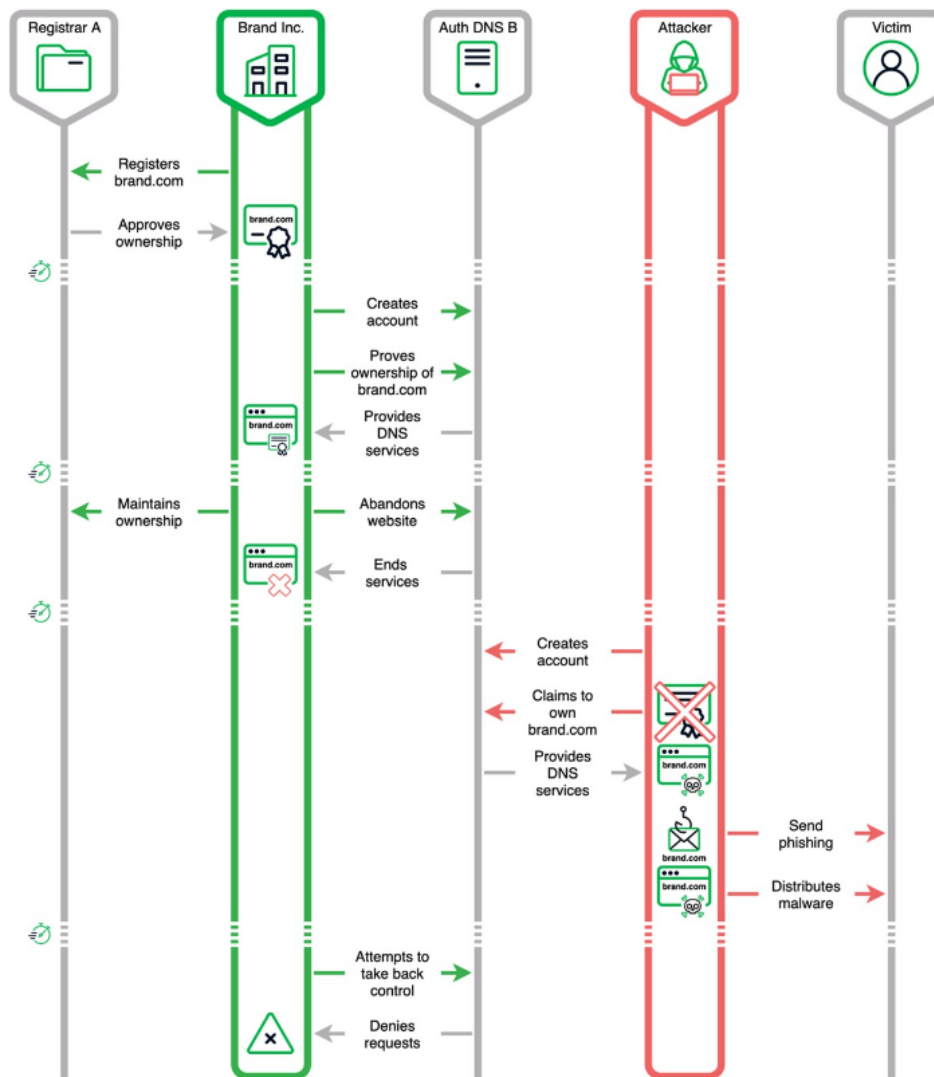 Registrar A
Brand Inc.
Auth DNS B
Attacker
Victim
Registers
brand.com
Approves
ownership
brand.com
Creates
account
Proves
ownership of
brand.com
brand.com
Provides
DNS
services
Maintains
ownership
Abandons
website
brand.com
Ends
services
Creates
account
Claims to
own
brand.com
Provides
DNS
services
brand.com
brand.com
Send
phishing
brand.com
Distributes
malware
Attempts to
take back
control
Denies
requests